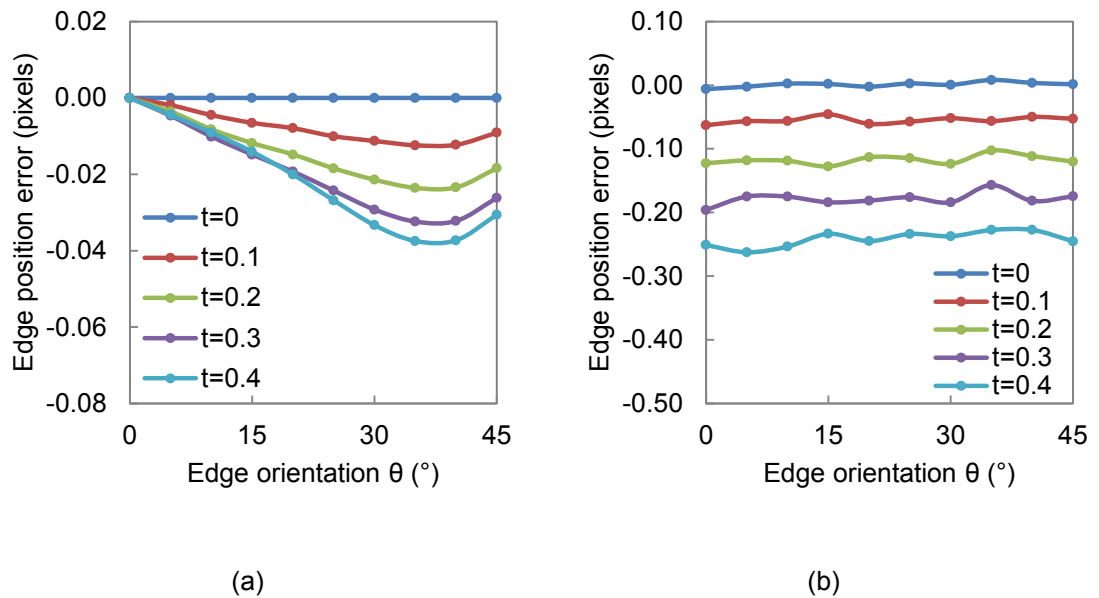 0.02
0.00
-0.02
-0.04
-0.06
-0.08
Edge position error (pixels)
t=0
t=0.1
t=0.2
t=0.3
t=0.4
0 15 30 45
Edge orientation θ (°)
(a)
0.10
0.00
-0.10
-0.20
-0.30
-0.40
-0.50
Edge position error (pixels)
t=0
t=0.1
t=0.2
t=0.3
t=0.4
0 15 30 45
Edge orientation θ (°)
(b)